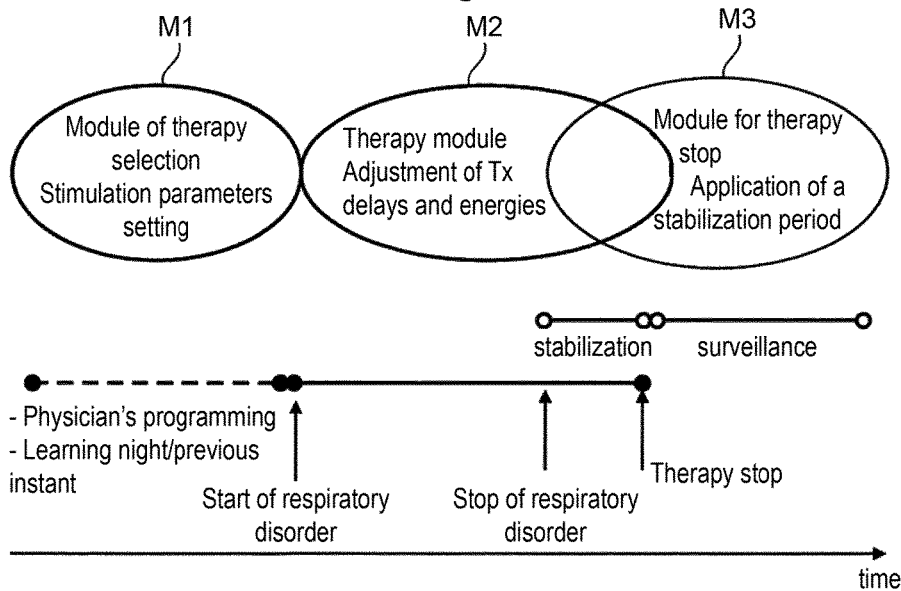 M1
M2
M3
Module of therapy
selection
Stimulation parameters
setting
Therapy module
Adjustment of Tx
delays and energies
Module for therapy
stop
Application of a
stabilization period
stabilization
surveillance
- Physician's programming
- Learning night/previous
instant
Start of respiratory
disorder
Stop of respiratory
disorder
Therapy stop
time